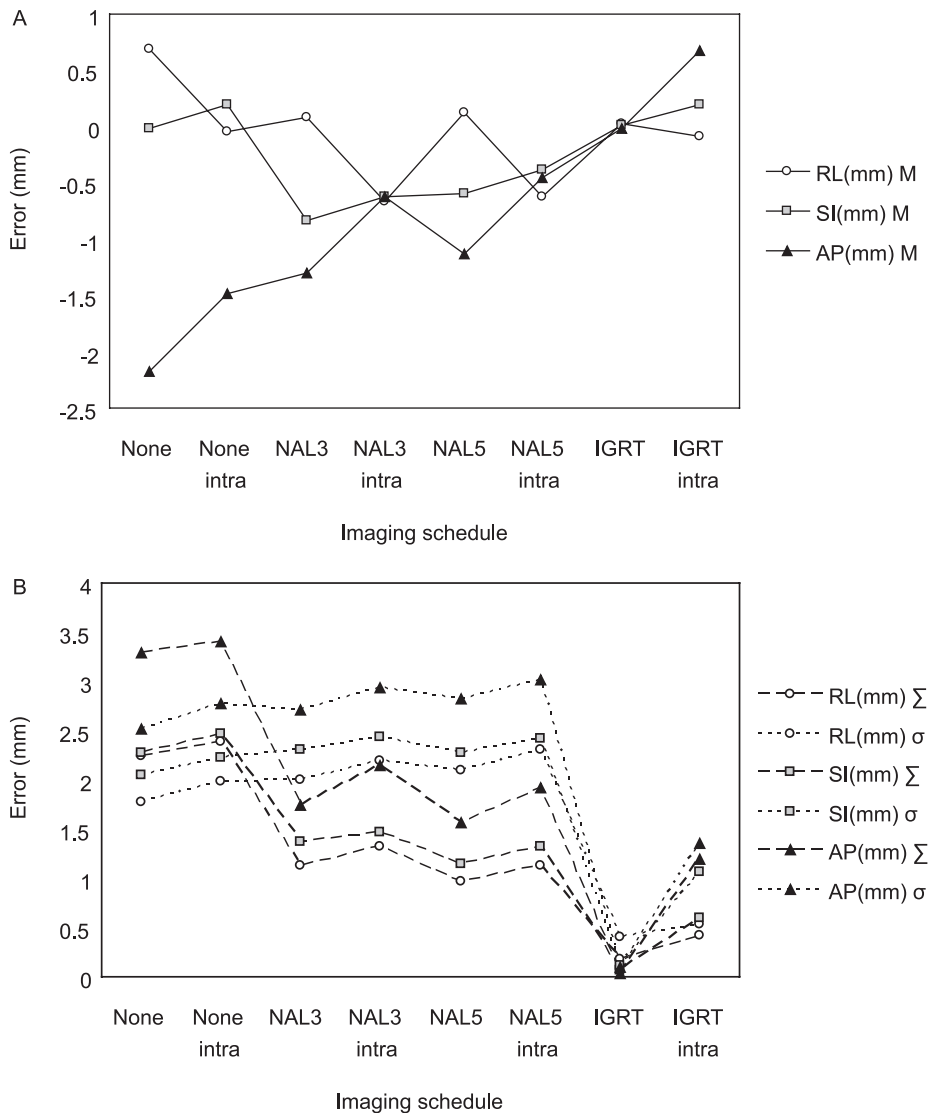 A
1
0.5
0
-0.5
-1
-1.5
-2
-2.5
Error (mm)
None
None intra
NAL3
NAL3 intra
NAL5
NAL5 intra
IGRT
IGRT intra
Imaging schedule
RL(mm) M
SI(mm) M
AP(mm) M
B
4
3.5
3
2.5
2
1.5
1
0.5
0
Error (mm)
None
None intra
NAL3
NAL3 intra
NAL5
NAL5 intra
IGRT
IGRT intra
Imaging schedule
RL(mm) ∑
RL(mm) σ
SI(mm) ∑
SI(mm) σ
AP(mm) ∑
AP(mm) σ